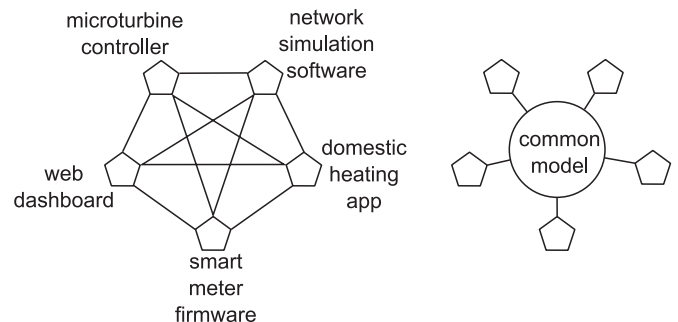 microturbine
controller
network
simulation
software
web
dashboard
domestic
heating
app
smart
meter
firmware
common
model